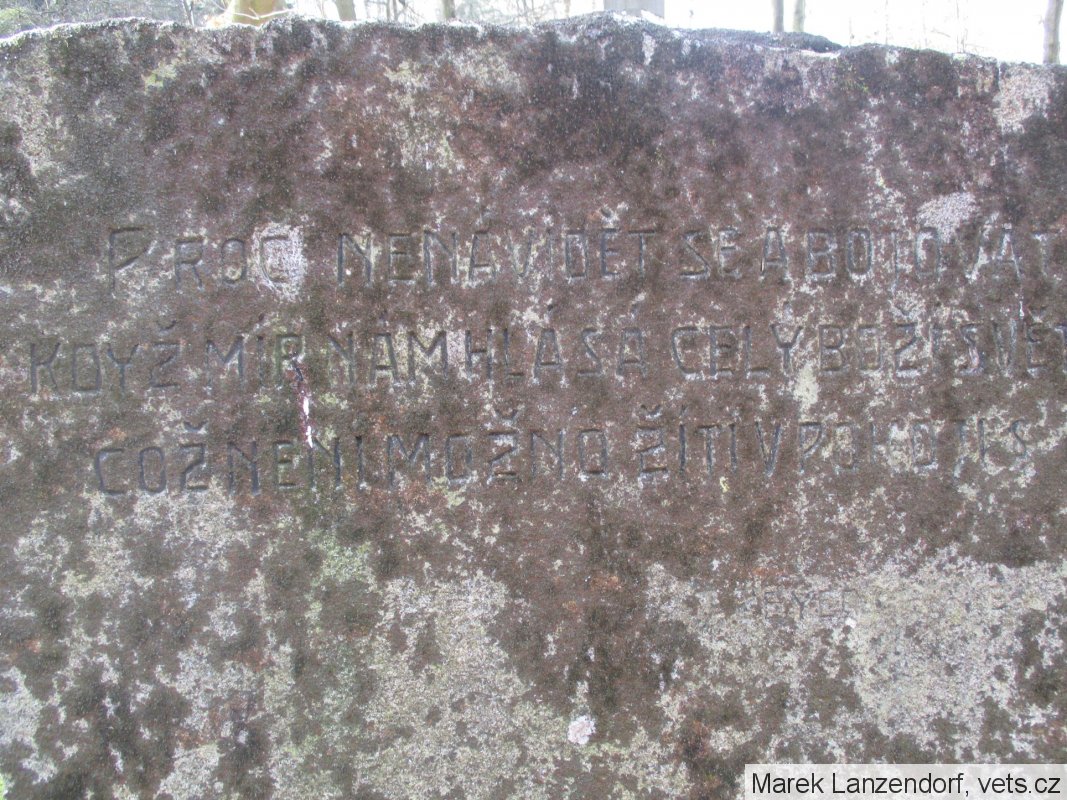 PROČ NENÁVIDĚT SE A BOJOVAT
KDYŽ MÍR NÁM HLÁSÁ CELÝ BOŽÍ SVĚT
COŽ NENÍ MOŽNO ŽÍTI V POKOJI
Marek Lanzendorf, vets.cz